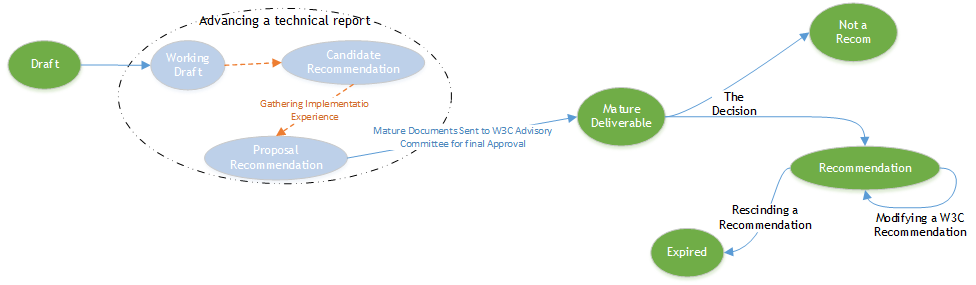 Advancing a technical report
Draft
Working
Draft
Candidate
Recommendation
Gathering Implementatio
Experience
Proposal
Recommendation
Mature Documents Sent to W3C Advisory
Committee for final Approval
Mature
Deliverable
The
Decision
Not a
Recom
Recommendation
Modifying a W3C
Recommendation
Rescinding a
Recommendation
Expired